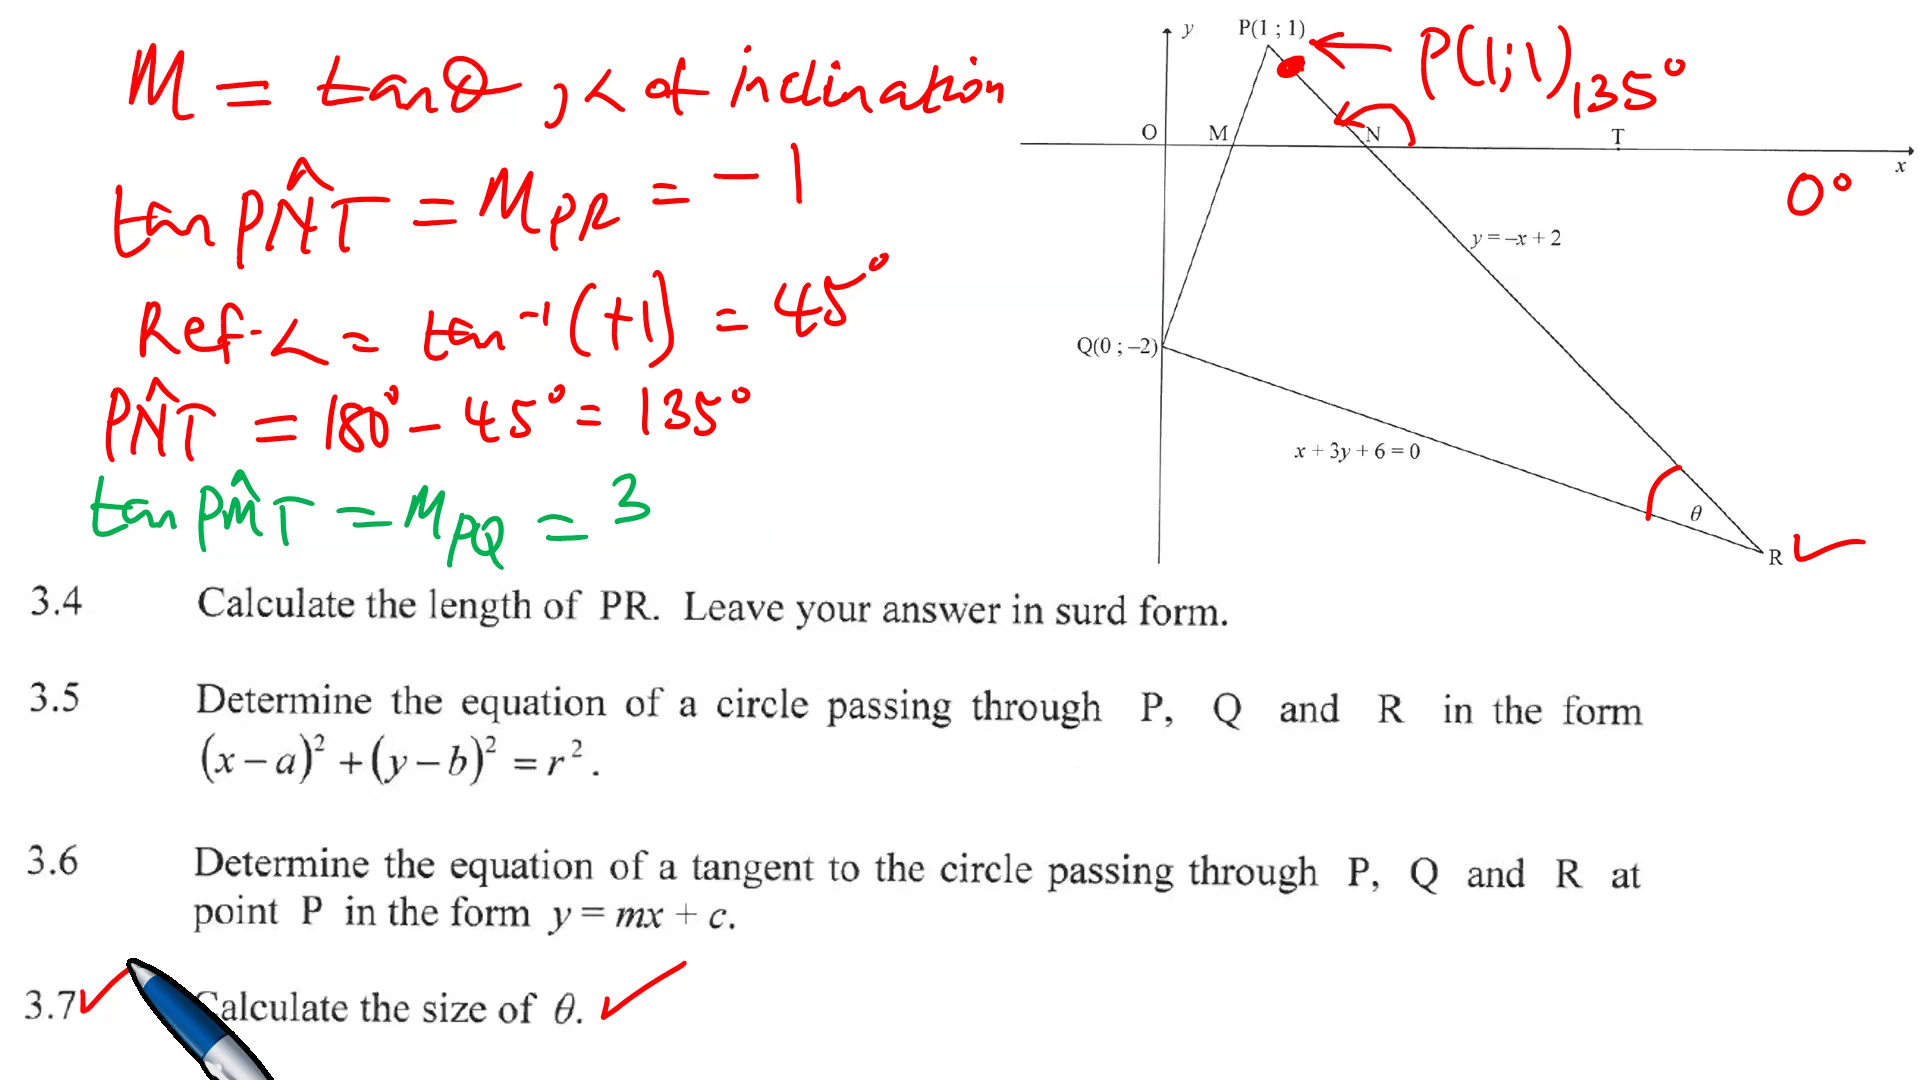 M = tanθ , < of inclination
tan PN̂T = M PR = -1
Ref. < = tan⁻¹(+1) = 45°
PN̂T = 180° - 45° = 135°
tan PM̂T = M PQ = 3
y
P(1 ; 1)
P(1;1) 135°
O
M
N
T
x
0°
y = –x + 2
Q(0 ; –2)
x + 3y + 6 = 0
θ
R
3.4 Calculate the length of PR. Leave your answer in surd form.
3.5 Determine the equation of a circle passing through P, Q and R in the form
(x – a)² + (y – b)² = r².
3.6 Determine the equation of a tangent to the circle passing through P, Q and R at
point P in the form y = mx + c.
3.7 Calculate the size of θ.